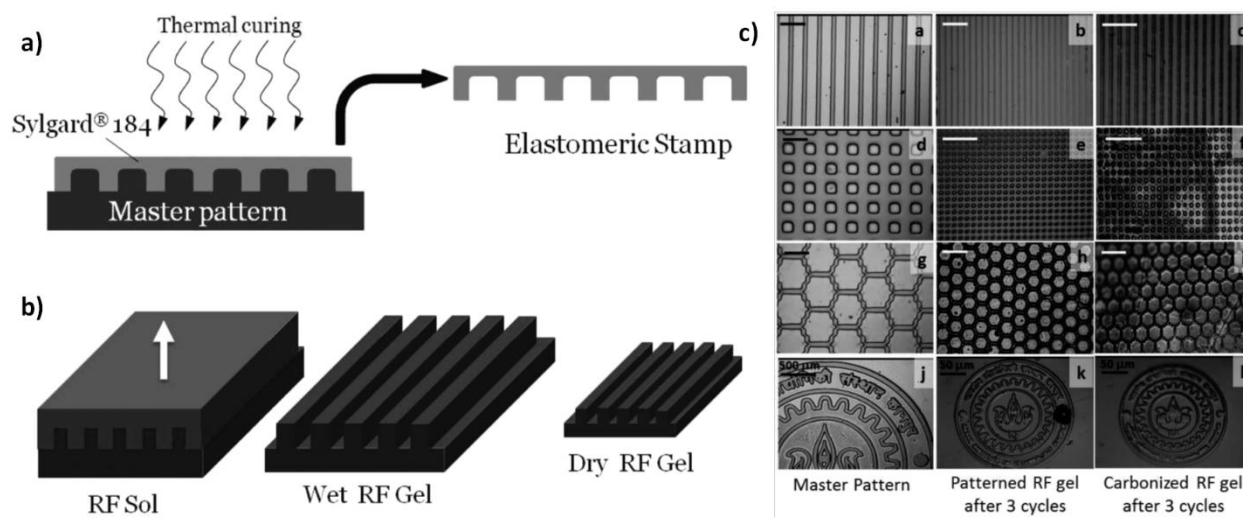 a)
Thermal curing
Sylgard® 184
Master pattern
Elastomeric Stamp
b)
RF Sol
Wet RF Gel
Dry RF Gel
c)
a
b
c
d
e
f
g
h
500 µm
j
संस्थान
50 µm
k
50 µm
l
Master Pattern
Patterned RF gel
after 3 cycles
Carbonized RF gel
after 3 cycles